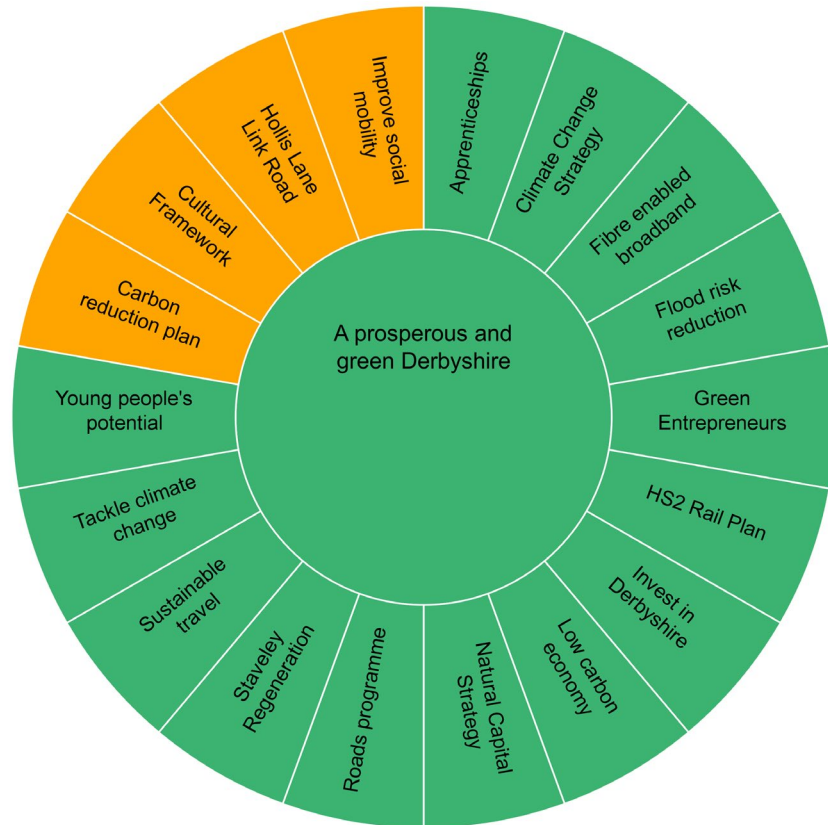 A prosperous and
green Derbyshire
Apprenticeships
Climate Change
Strategy
Fibre enabled
broadband
Flood risk
reduction
Green
Entrepreneurs
HS2 Rail Plan
Invest in
Derbyshire
Low carbon
economy
Natural Capital
Strategy
Roads programme
Staveley
Regeneration
Sustainable
travel
Tackle climate
change
Young people's
potential
Carbon
reduction plan
Cultural
Framework
Hollis Lane
Link Road
Improve social
mobility